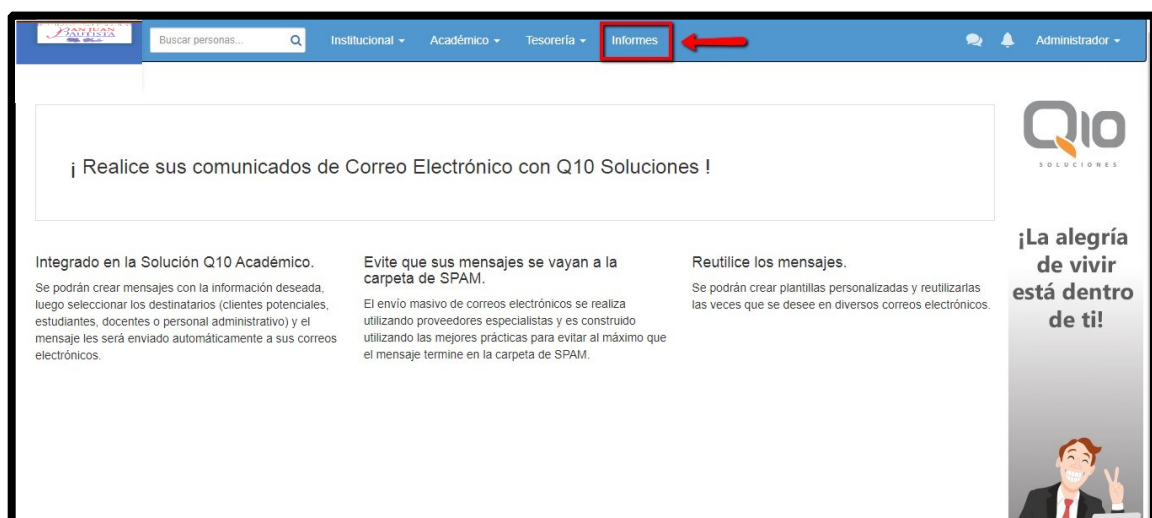 SAN JUAN
BAUTISTA
Buscar personas...
Institucional
Académico
Tesorería
Informes
Administrador
¡ Realice sus comunicados de Correo Electrónico con Q10 Soluciones !
Integrado en la Solución Q10 Académico.
Se podrán crear mensajes con la información deseada,
luego seleccionar los destinatarios (clientes potenciales,
estudiantes, docentes o personal administrativo) y el
mensaje les será enviado automáticamente a sus correos
electrónicos.
Evite que sus mensajes se vayan a la
carpeta de SPAM.
El envío masivo de correos electrónicos se realiza
utilizando proveedores especialistas y es construido
utilizando las mejores prácticas para evitar al máximo que
el mensaje termine en la carpeta de SPAM.
Reutilice los mensajes.
Se podrán crear plantillas personalizadas y reutilizarlas
las veces que se desee en diversos correos electrónicos.
Q10
SOLUCIONES
¡La alegría
de vivir
está dentro
de ti!